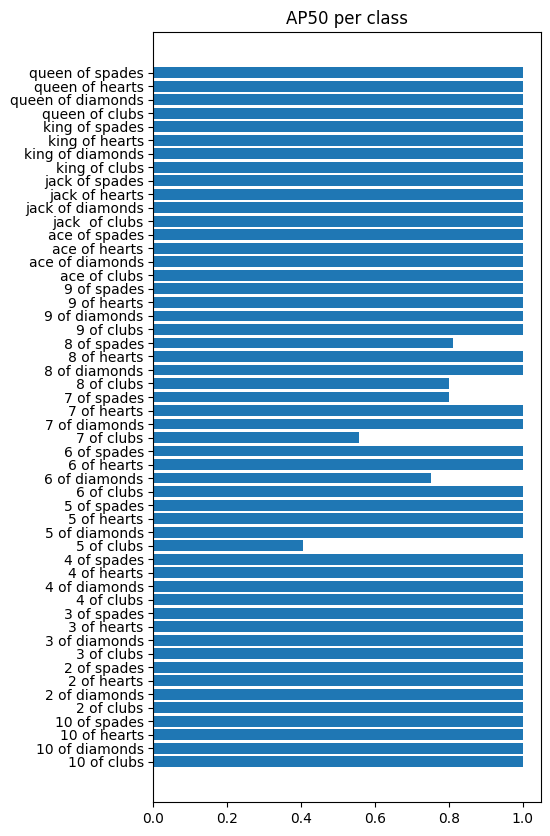 AP50 per class
queen of spades
queen of hearts
queen of diamonds
queen of clubs
king of spades
king of hearts
king of diamonds
king of clubs
jack of spades
jack of hearts
jack of diamonds
jack  of clubs
ace of spades
ace of hearts
ace of diamonds
ace of clubs
9 of spades
9 of hearts
9 of diamonds
9 of clubs
8 of spades
8 of hearts
8 of diamonds
8 of clubs
7 of spades
7 of hearts
7 of diamonds
7 of clubs
6 of spades
6 of hearts
6 of diamonds
6 of clubs
5 of spades
5 of hearts
5 of diamonds
5 of clubs
4 of spades
4 of hearts
4 of diamonds
4 of clubs
3 of spades
3 of hearts
3 of diamonds
3 of clubs
2 of spades
2 of hearts
2 of diamonds
2 of clubs
10 of spades
10 of hearts
10 of diamonds
10 of clubs
0.0 0.2 0.4 0.6 0.8 1.0